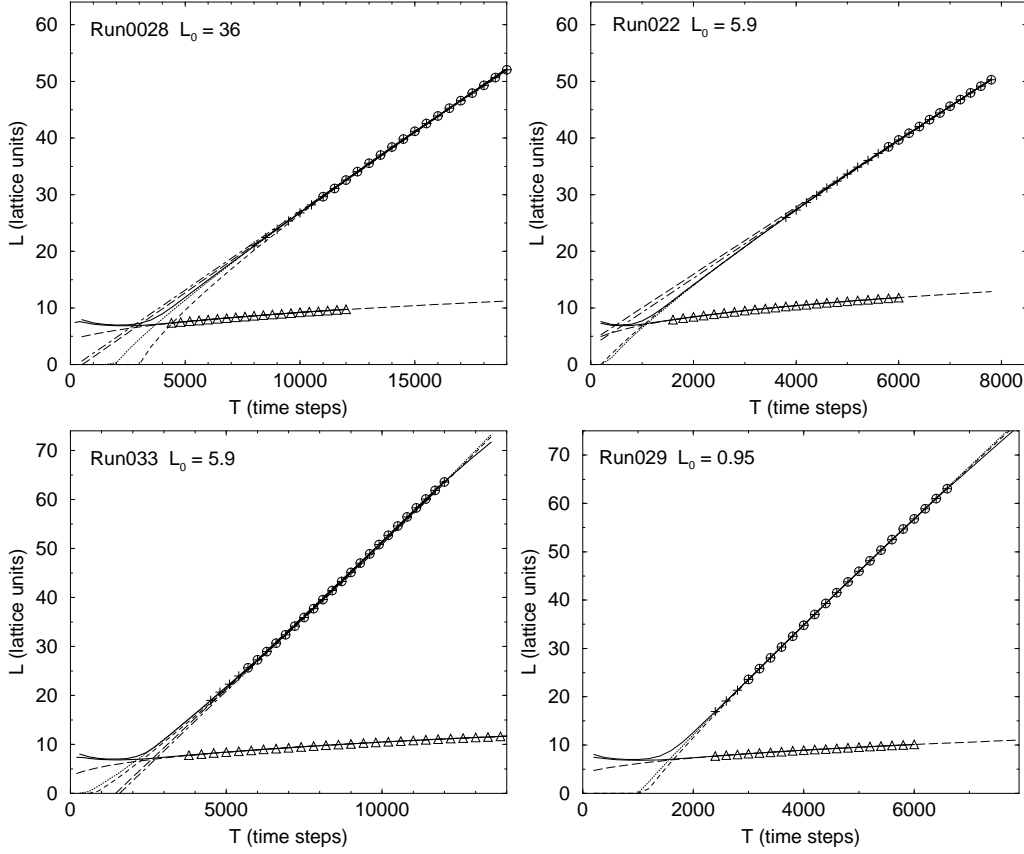 Run0028 L₀ = 36
L (lattice units)
60
50
40
30
20
10
0
0 5000 10000 15000
T (time steps)
Run022 L₀ = 5.9
L (lattice units)
60
50
40
30
20
10
0
0 2000 4000 6000 8000
T (time steps)
Run033 L₀ = 5.9
L (lattice units)
70
60
50
40
30
20
10
0
0 5000 10000
T (time steps)
Run029 L₀ = 0.95
L (lattice units)
70
60
50
40
30
20
10
0
0 2000 4000 6000
T (time steps)